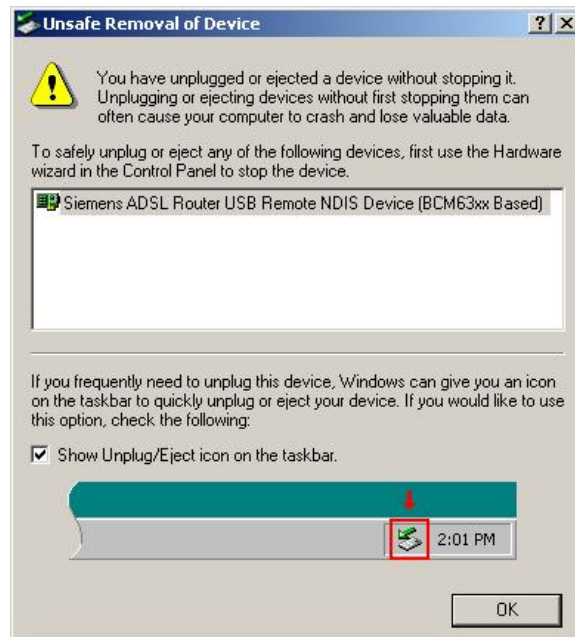 Unsafe Removal of Device
You have unplugged or ejected a device without stopping it.
Unplugging or ejecting devices without first stopping them can
often cause your computer to crash and lose valuable data.
To safely unplug or eject any of the following devices, first use the Hardware
wizard in the Control Panel to stop the device.
Siemens ADSL Router USB Remote NDIS Device (BCM63xx Based)
If you frequently need to unplug this device, Windows can give you an icon
on the taskbar to quickly unplug or eject your device. If you would like to use
this option, check the following:
Show Unplug/Eject icon on the taskbar.
2:01 PM
OK